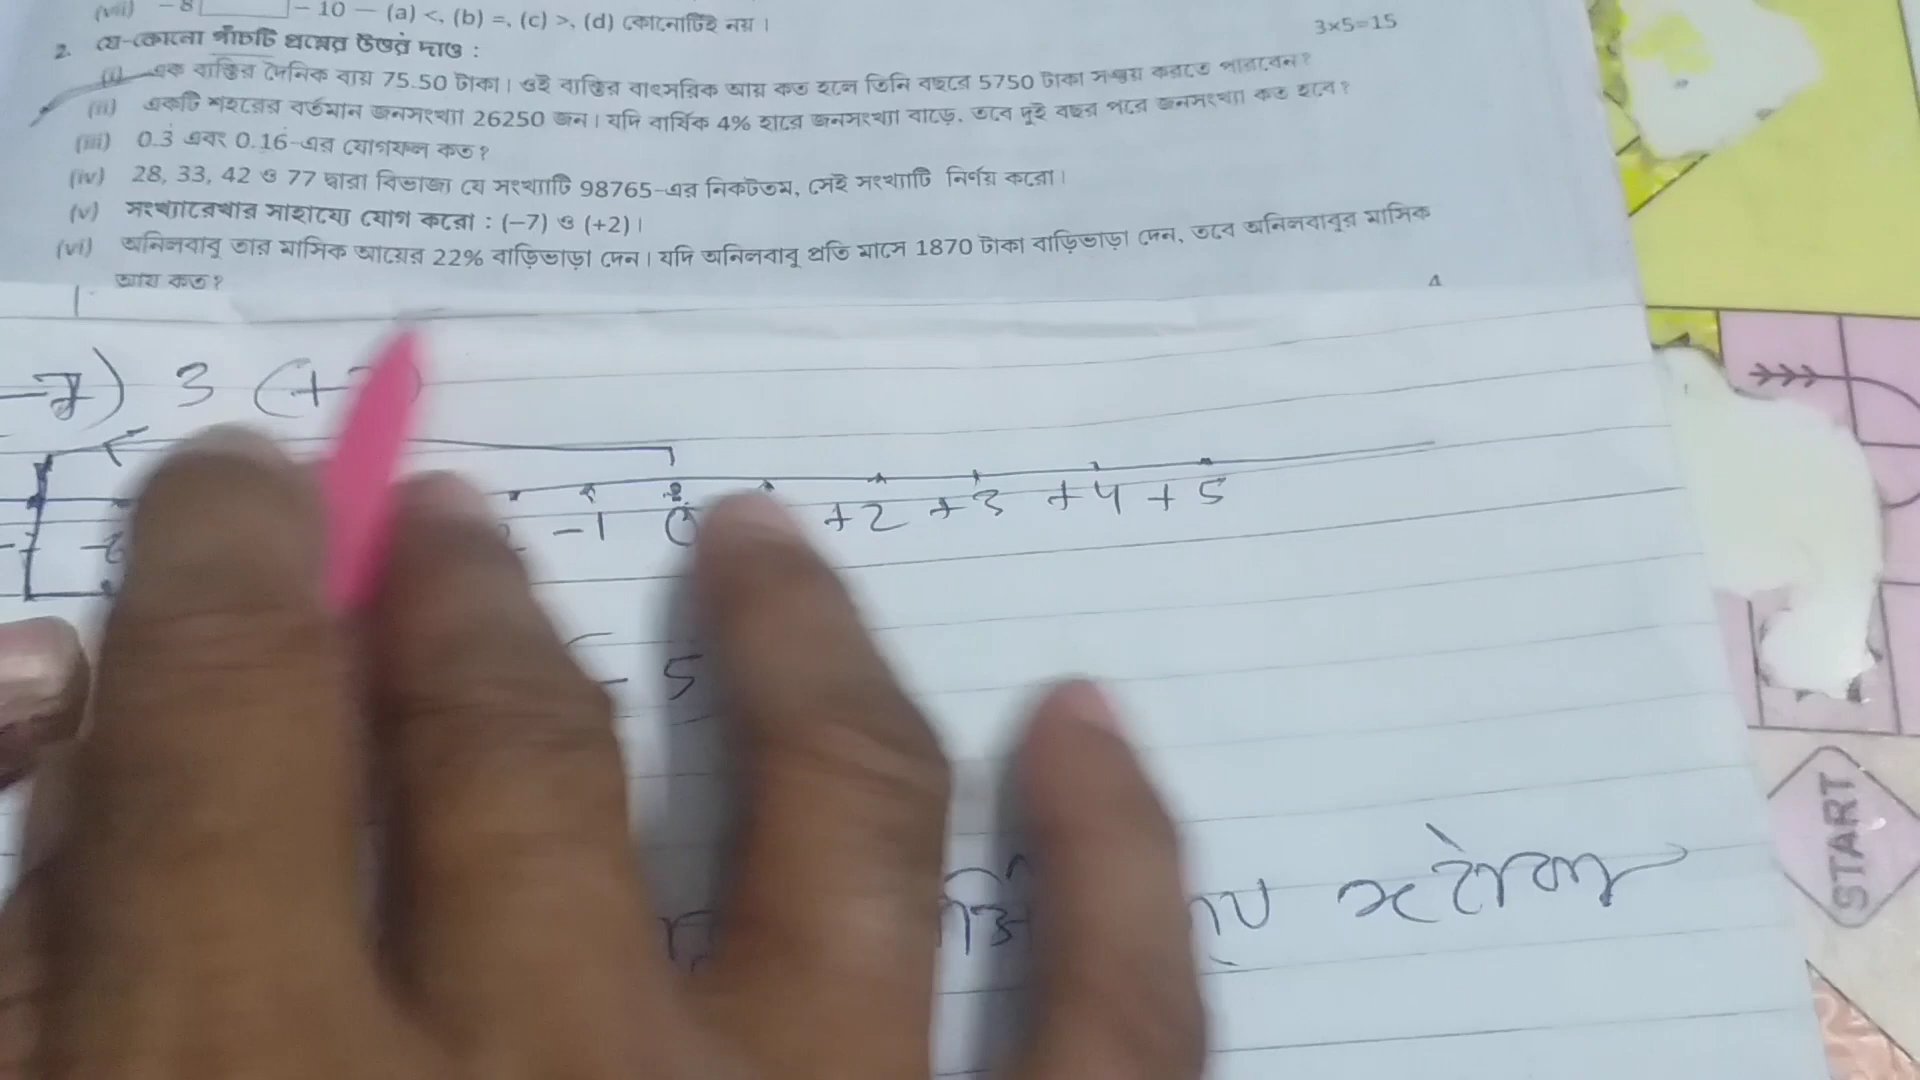 (vii) – 8 – 10 — (a) <, (b) =, (c) >, (d) কোনোটিই নয়।
2. যে-কোনো পাঁচটি প্রশ্নের উত্তর দাও : 3×5=15
(i) এক ব্যক্তির দৈনিক ব্যয় 75.50 টাকা। ওই ব্যক্তির বাৎসরিক আয় কত হলে তিনি বছরে 5750 টাকা সঞ্চয় করতে পারবেন?
(ii) একটি শহরের বর্তমান জনসংখ্যা 26250 জন। যদি বার্ষিক 4% হারে জনসংখ্যা বাড়ে, তবে দুই বছর পরে জনসংখ্যা কত হবে?
(iii) 0.3̇ এবং 0.16̇-এর যোগফল কত?
(iv) 28, 33, 42 ও 77 দ্বারা বিভাজ্য যে সংখ্যাটি 98765-এর নিকটতম, সেই সংখ্যাটি নির্ণয় করো।
(v) সংখ্যারেখার সাহায্যে যোগ করো : (–7) ও (+2)।
(vi) অনিলবাবু তার মাসিক আয়ের 22% বাড়িভাড়া দেন। যদি অনিলবাবু প্রতি মাসে 1870 টাকা বাড়িভাড়া দেন, তবে অনিলবাবুর মাসিক
আয় কত?
-7) ও (+
-1 0 +2 +3 +4 +5
- 5
START